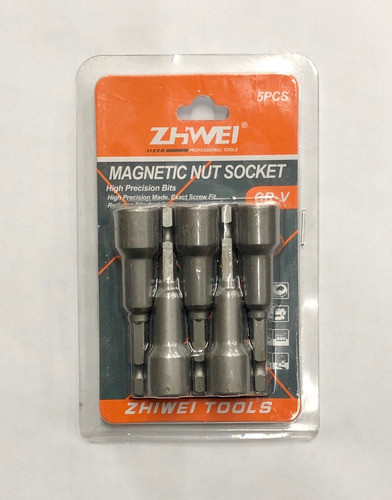 5PCS
ZHWEI
PROFESSIONAL TOOLS
MAGNETIC NUT SOCKET
High Precision Bits
High Precision Made, Exact Screw Fit
CR-V
ZHIWEI TOOLS